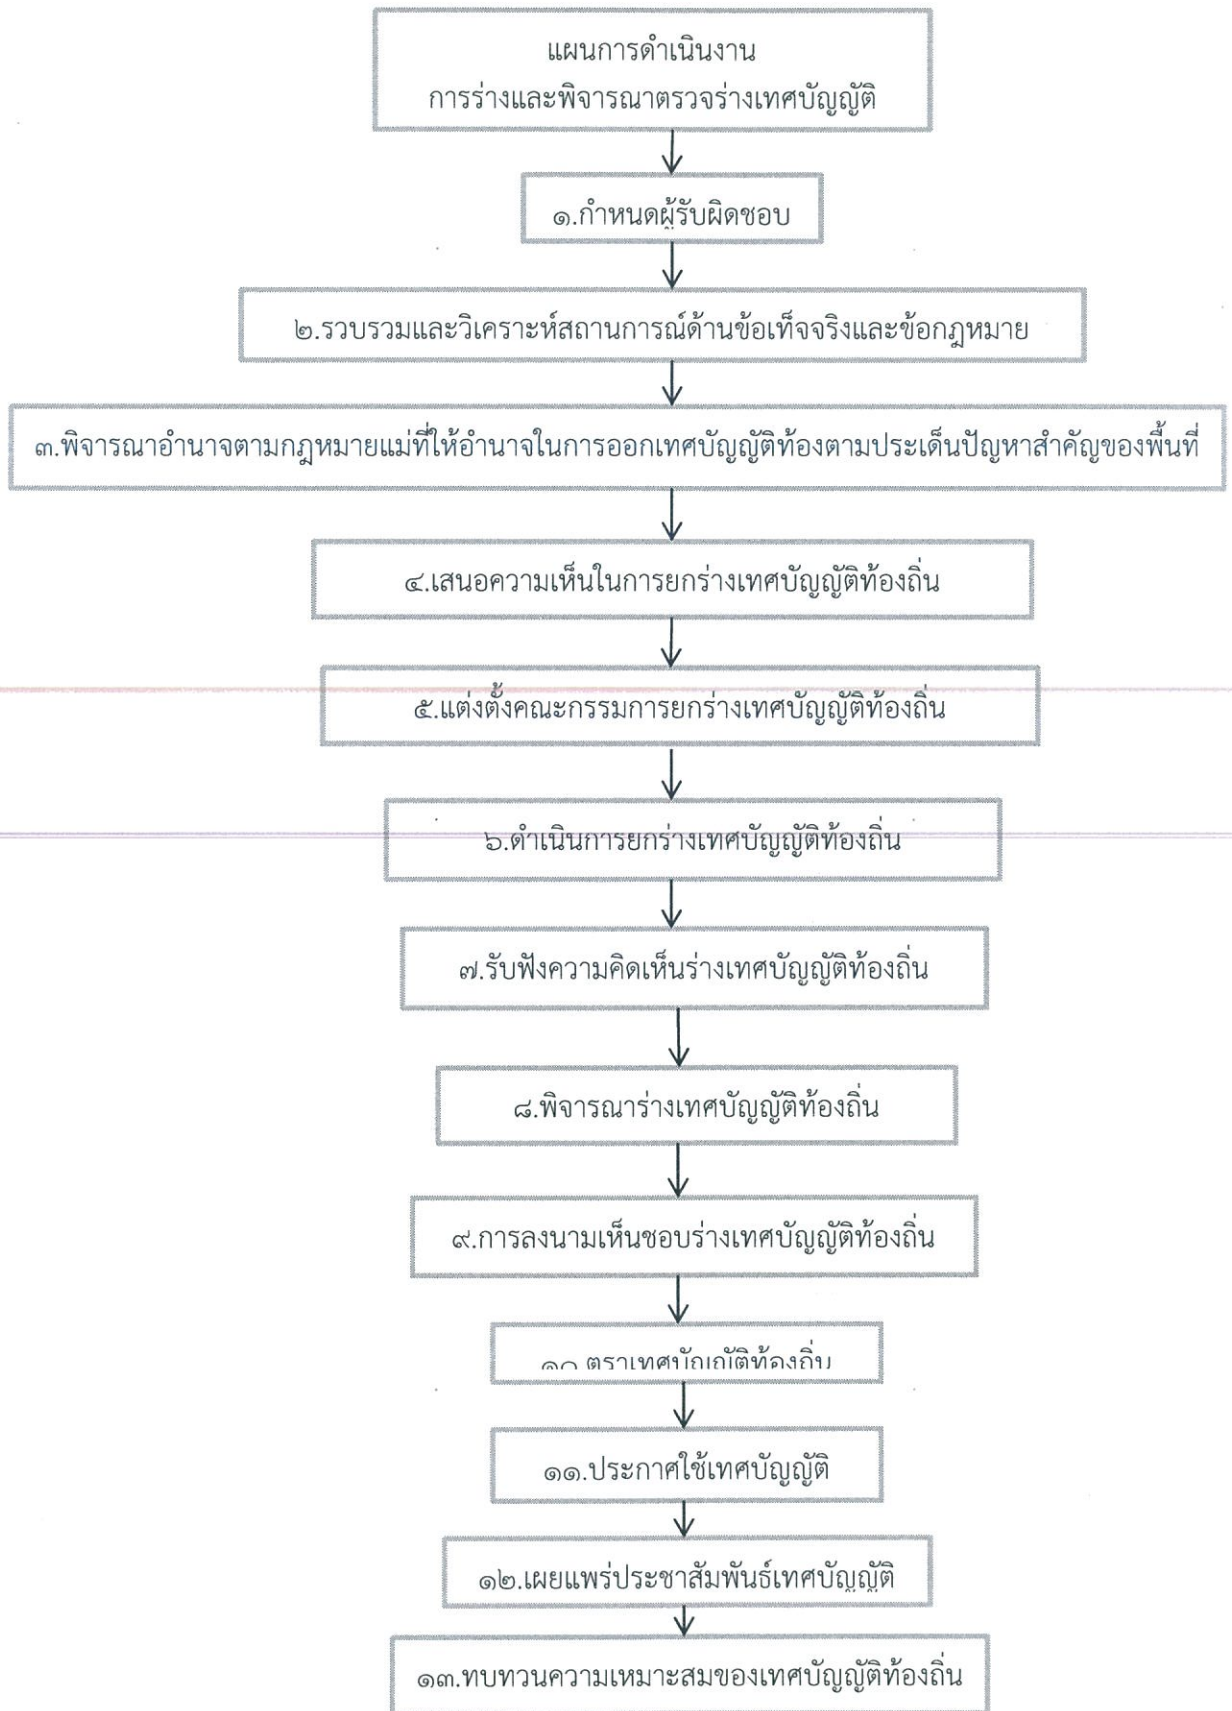 แผนการดำเนินงาน
การร่างและพิจารณาตรวจร่างเทศบัญญัติ
๑.กำหนดผู้รับผิดชอบ
๒.รวบรวมและวิเคราะห์สถานการณ์ด้านข้อเท็จจริงและข้อกฎหมาย
๓.พิจารณาอำนาจตามกฎหมายแม่ที่ให้อำนาจในการออกเทศบัญญัติท้องตามประเด็นปัญหาสำคัญของพื้นที่
๔.เสนอความเห็นในการยกร่างเทศบัญญัติท้องถิ่น
๕.แต่งตั้งคณะกรรมการยกร่างเทศบัญญัติท้องถิ่น
๖.ดำเนินการยกร่างเทศบัญญัติท้องถิ่น
๗.รับฟังความคิดเห็นร่างเทศบัญญัติท้องถิ่น
๘.พิจารณาร่างเทศบัญญัติท้องถิ่น
๙.การลงนามเห็นชอบร่างเทศบัญญัติท้องถิ่น
๑๐.ตราเทศบัญญัติท้องถิ่น
๑๑.ประกาศใช้เทศบัญญัติ
๑๒.เผยแพร่ประชาสัมพันธ์เทศบัญญัติ
๑๓.ทบทวนความเหมาะสมของเทศบัญญัติท้องถิ่น